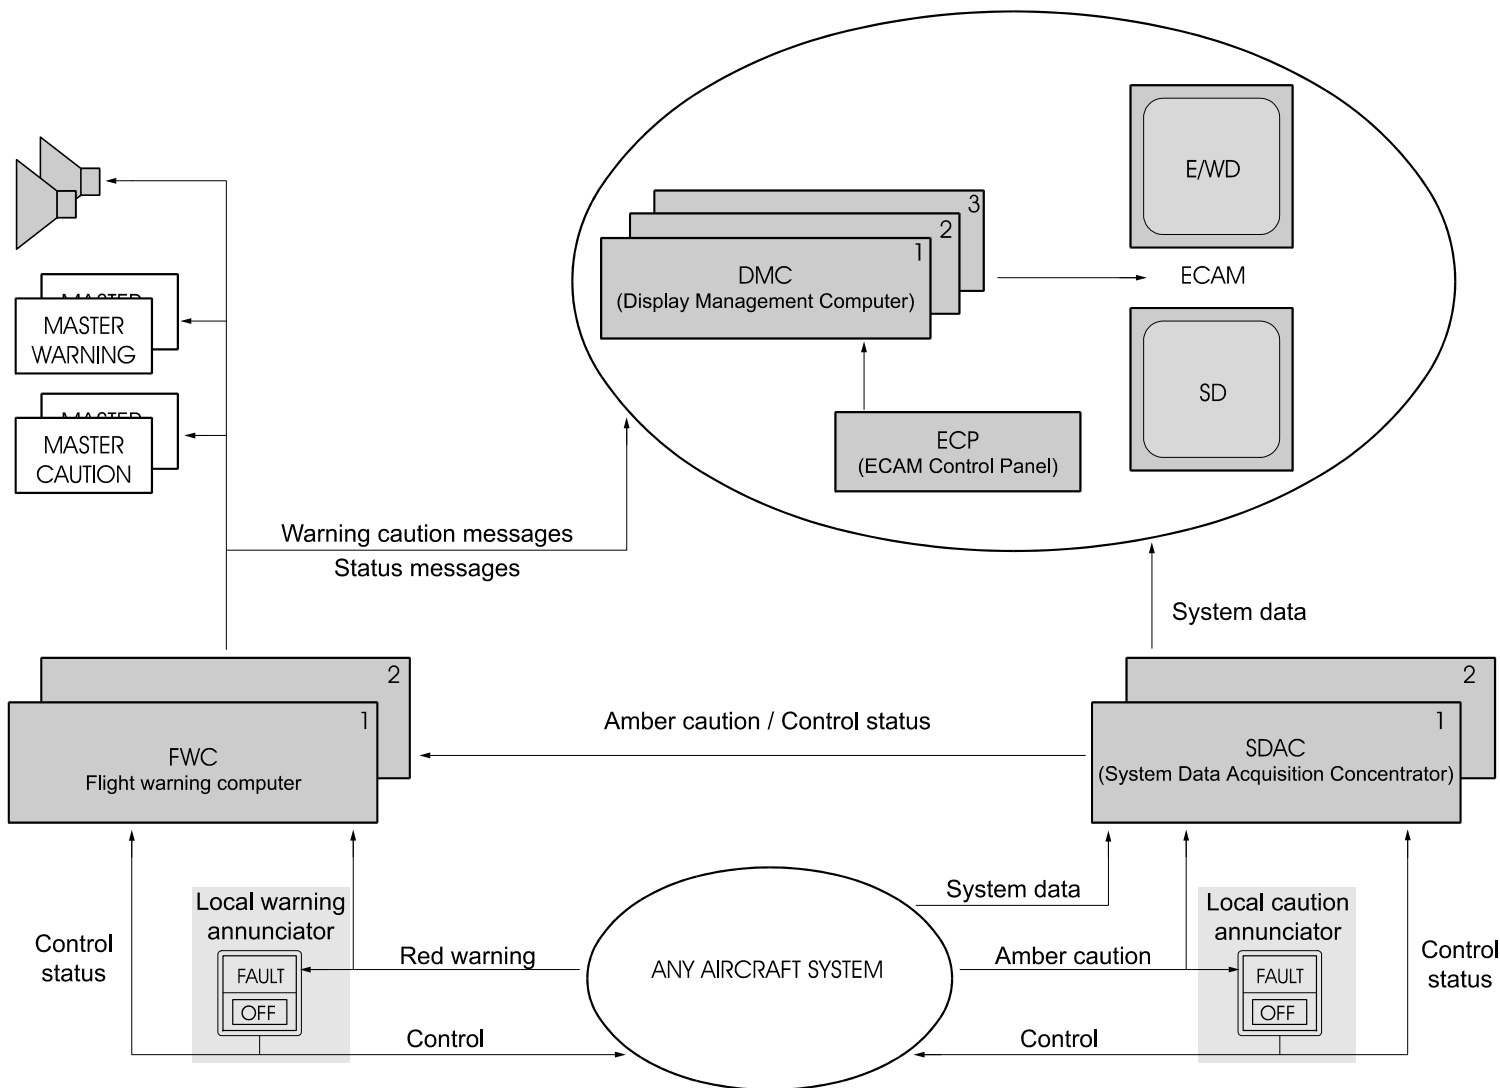 E/WD
3
2
1
DMC
(Display Management Computer)
ECAM
MASTER
MASTER
WARNING
SD
MASTER
MASTER
CAUTION
ECP
(ECAM Control Panel)
Warning caution messages
Status messages
System data
2
1
FWC
Flight warning computer
Amber caution / Control status
2
1
SDAC
(System Data Acquisition Concentrator)
Local warning
annunciator
System data
Local caution
annunciator
Control
status
Red warning
ANY AIRCRAFT SYSTEM
Amber caution
Control
status
FAULT
OFF
FAULT
OFF
Control
Control